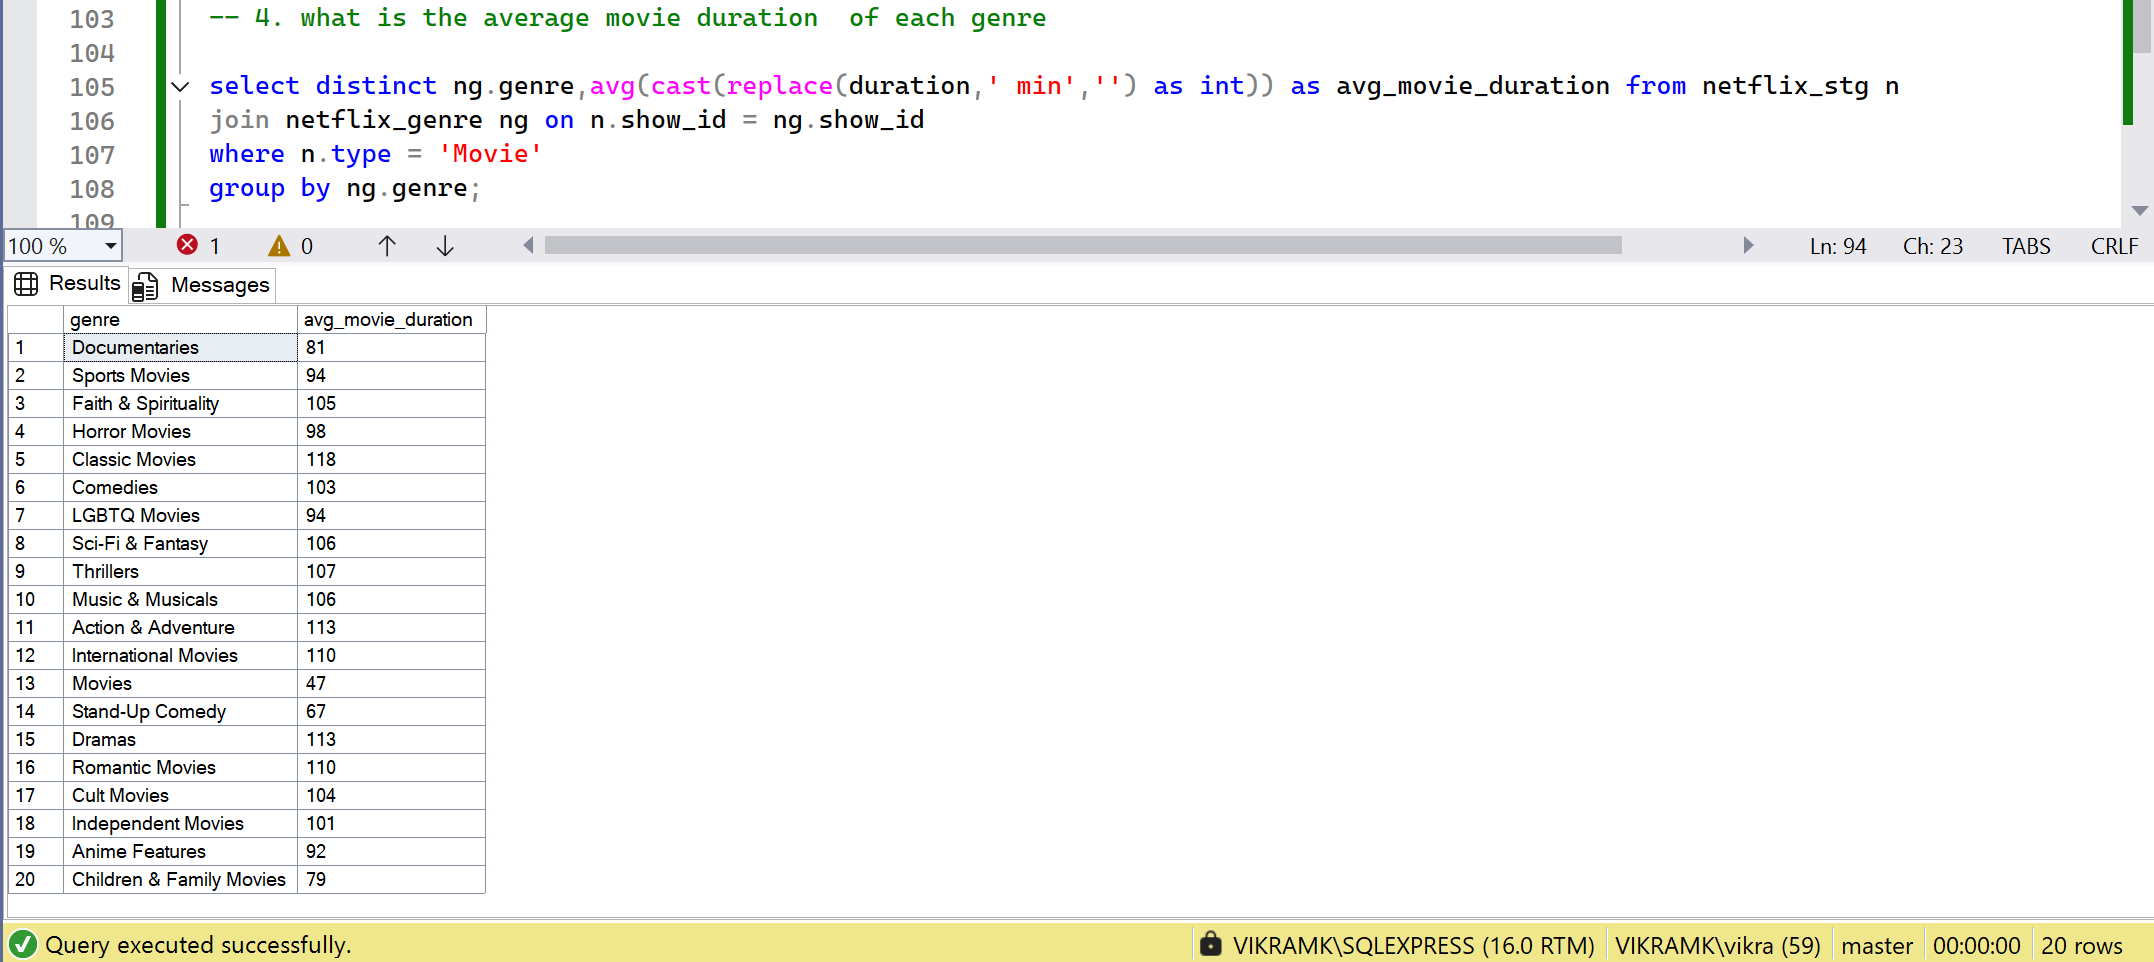 103 -- 4. what is the average movie duration  of each genre
104
105 select distinct ng.genre,avg(cast(replace(duration,' min','') as int)) as avg_movie_duration from netflix_stg n
106 join netflix_genre ng on n.show_id = ng.show_id
107 where n.type = 'Movie'
108 group by ng.genre;
109
100 % 1 0 Ln: 94 Ch: 23 TABS CRLF
Results Messages
genre avg_movie_duration
1 Documentaries 81
2 Sports Movies 94
3 Faith & Spirituality 105
4 Horror Movies 98
5 Classic Movies 118
6 Comedies 103
7 LGBTQ Movies 94
8 Sci-Fi & Fantasy 106
9 Thrillers 107
10 Music & Musicals 106
11 Action & Adventure 113
12 International Movies 110
13 Movies 47
14 Stand-Up Comedy 67
15 Dramas 113
16 Romantic Movies 110
17 Cult Movies 104
18 Independent Movies 101
19 Anime Features 92
20 Children & Family Movies 79
Query executed successfully. VIKRAMK\SQLEXPRESS (16.0 RTM) VIKRAMK\vikra (59) master 00:00:00 20 rows